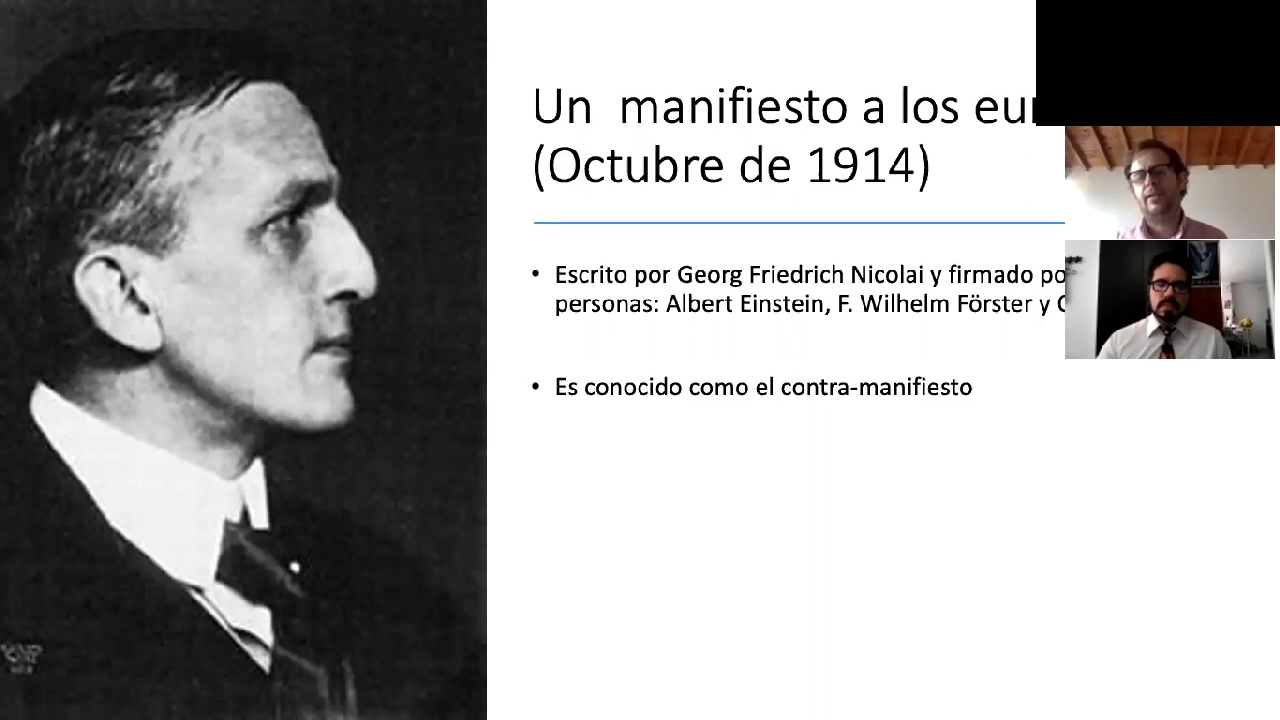 Un  manifiesto a los eur
(Octubre de 1914)
• Escrito por Georg Friedrich Nicolai y firmado po
personas: Albert Einstein, F. Wilhelm Förster y
• Es conocido como el contra-manifiesto